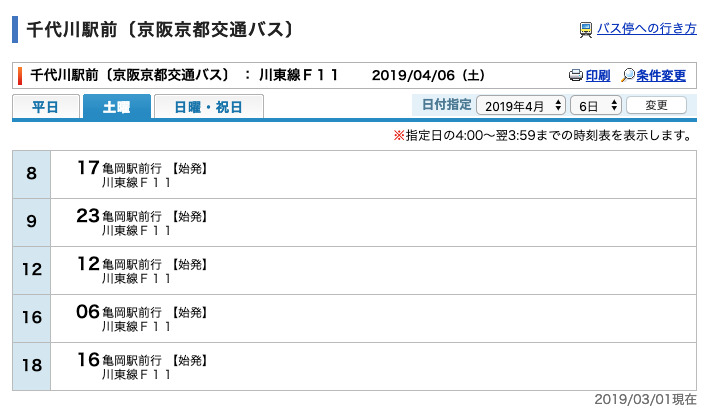 千代川駅前〔京阪京都交通バス〕
バス停への行き方
千代川駅前〔京阪京都交通バス〕 ： 川東線Ｆ１１ 2019/04/06（土） 印刷 条件変更
平日 土曜 日曜・祝日 日付指定 2019年4月 6日 変更
※指定日の4:00～翌3:59までの時刻表を表示します。
8 17 亀岡駅前行 【始発】
川東線Ｆ１１
9 23 亀岡駅前行 【始発】
川東線Ｆ１１
12 12 亀岡駅前行 【始発】
川東線Ｆ１１
16 06 亀岡駅前行 【始発】
川東線Ｆ１１
18 16 亀岡駅前行 【始発】
川東線Ｆ１１
2019/03/01現在